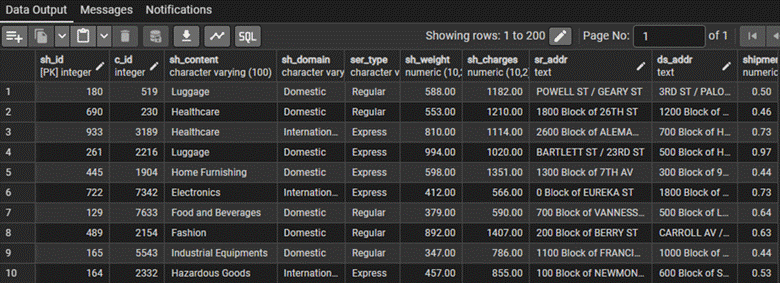 Data Output Messages Notifications
SQL Showing rows: 1 to 200 Page No: 1 of 1
sh_id c_id sh_content sh_domain ser_type sh_weight sh_charges sr_addr ds_addr shipme
[PK] integer integer character varying (100) character vary character v numeric (10,2 numeric (10,2 text text numeric
1 180 519 Luggage Domestic Regular 588.00 1182.00 POWELL ST / GEARY ST 3RD ST / PALO... 0.50
2 690 230 Healthcare Domestic Regular 553.00 1210.00 1800 Block of 26TH ST 1200 Block of ... 0.46
3 933 3189 Healthcare Internation... Express 810.00 1114.00 2600 Block of ALEMA... 700 Block of H... 0.73
4 261 2216 Luggage Domestic Express 994.00 1020.00 BARTLETT ST / 23RD ST 500 Block of H... 0.97
5 445 1904 Home Furnishing Domestic Express 598.00 1351.00 1300 Block of 7TH AV 300 Block of 9... 0.44
6 722 7342 Electronics Internation... Express 412.00 566.00 0 Block of EUREKA ST 1800 Block of ... 0.73
7 129 7633 Food and Beverages Domestic Regular 379.00 590.00 700 Block of VANNESS... 500 Block of L... 0.64
8 489 2154 Fashion Domestic Regular 892.00 1407.00 200 Block of BERRY ST CARROLL AV /... 0.63
9 165 5543 Industrial Equipments Domestic Regular 347.00 786.00 1100 Block of FRANCI... 1000 Block of ... 0.44
10 164 2332 Hazardous Goods Internation... Express 457.00 855.00 100 Block of NEWMON... 600 Block of S... 0.53